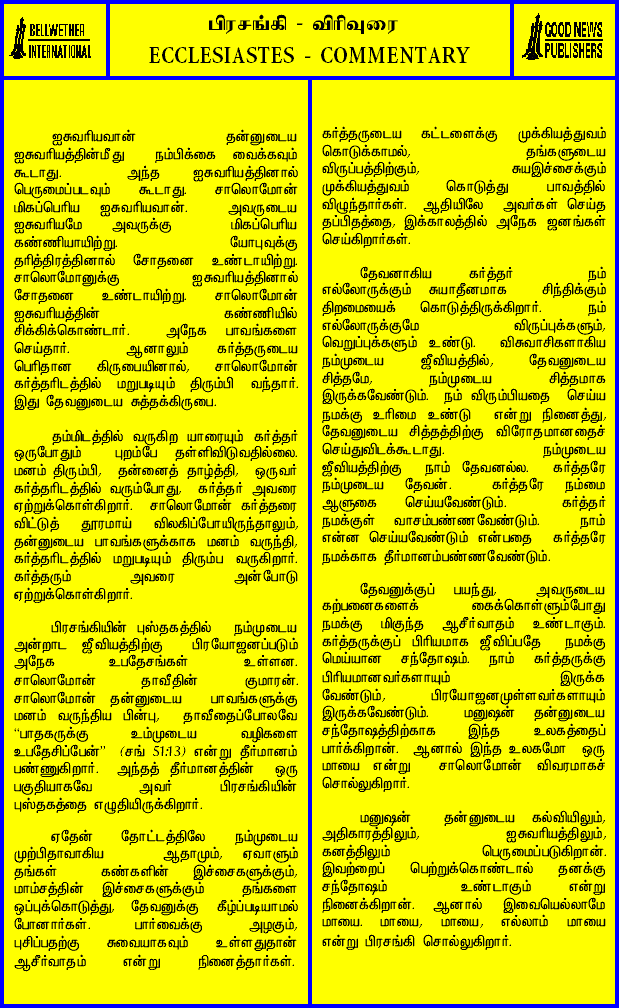 BELLWETHER
INTERNATIONAL
பிரசங்கி - விரிவுரை
ECCLESIASTES - COMMENTARY
GOOD NEWS
PUBLISHERS
ஐசுவரியவான் தன்னுடைய
ஐசுவரியத்தின்மீது நம்பிக்கை வைக்கவும்
கூடாது. அந்த ஐசுவரியத்தினால்
பெருமைப்படவும் கூடாது. சாலொமோன்
மிகப்பெரிய ஐசுவரியவான். அவருடைய
ஐசுவரியமே அவருக்கு மிகப்பெரிய
கண்ணியாயிற்று. யோபுவுக்கு
தரித்திரத்தினால் சோதனை உண்டாயிற்று.
சாலொமோனுக்கு ஐசுவரியத்தினால்
சோதனை உண்டாயிற்று. சாலொமோன்
ஐசுவரியத்தின் கண்ணியில்
சிக்கிக்கொண்டார். அநேக பாவங்களை
செய்தார். ஆனாலும் கர்த்தருடைய
பெரிதான கிருபையினால், சாலொமோன்
கர்த்தரிடத்தில் மறுபடியும் திரும்பி வந்தார்.
இது தேவனுடைய சுத்தக்கிருபை.
தம்மிடத்தில் வருகிற யாரையும் கர்த்தர்
ஒருபோதும் புறம்பே தள்ளிவிடுவதில்லை.
மனம் திரும்பி, தன்னைத் தாழ்த்தி, ஒருவர்
கர்த்தரிடத்தில் வரும்போது, கர்த்தர் அவரை
ஏற்றுக்கொள்கிறார். சாலொமோன் கர்த்தரை
விட்டுத் தூரமாய் விலகிப்போயிருந்தாலும்,
தன்னுடைய பாவங்களுக்காக மனம் வருந்தி,
கர்த்தரிடத்தில் மறுபடியும் திரும்ப வருகிறார்.
கர்த்தரும் அவரை அன்போடு
ஏற்றுக்கொள்கிறார்.
பிரசங்கியின் புஸ்தகத்தில் நம்முடைய
அன்றாட ஜீவியத்திற்கு பிரயோஜனப்படும்
அநேக உபதேசங்கள் உள்ளன.
சாலொமோன் தாவீதின் குமாரன்.
சாலொமோன் தன்னுடைய பாவங்களுக்கு
மனம் வருந்திய பின்பு, தாவீதைப்போலவே
"பாதகருக்கு உம்முடைய வழிகளை
உபதேசிப்பேன்" (சங் 51:13) என்று தீர்மானம்
பண்ணுகிறார். அந்தத் தீர்மானத்தின் ஒரு
பகுதியாகவே அவர் பிரசங்கியின்
புஸ்தகத்தை எழுதியிருக்கிறார்.
ஏதேன் தோட்டத்திலே நம்முடைய
முற்பிதாவாகிய ஆதாமும், ஏவாளும்
தங்கள் கண்களின் இச்சைகளுக்கும்,
மாம்சத்தின் இச்சைகளுக்கும் தங்களை
ஒப்புக்கொடுத்து, தேவனுக்கு கீழ்ப்படியாமல்
போனார்கள். பார்வைக்கு அழகும்,
புசிப்பதற்கு சுவையாகவும் உள்ளதுதான்
ஆசீர்வாதம் என்று நினைத்தார்கள்.
கர்த்தருடைய கட்டளைக்கு முக்கியத்துவம்
கொடுக்காமல், தங்களுடைய
விருப்பத்திற்கும், சுயஇச்சைக்கும்
முக்கியத்துவம் கொடுத்து பாவத்தில்
விழுந்தார்கள். ஆதியிலே அவர்கள் செய்த
தப்பிதத்தை, இக்காலத்தில் அநேக ஜனங்கள்
செய்கிறார்கள்.
தேவனாகிய கர்த்தர் நம்
எல்லோருக்கும் சுயாதீனமாக சிந்திக்கும்
திறமையைக் கொடுத்திருக்கிறார். நம்
எல்லோருக்குமே விருப்புக்களும்,
வெறுப்புக்களும் உண்டு. விசுவாசிகளாகிய
நம்முடைய ஜீவியத்தில், தேவனுடைய
சித்தமே, நம்முடைய சித்தமாக
இருக்கவேண்டும். நம் விரும்பியதை செய்ய
நமக்கு உரிமை உண்டு என்று நினைத்து,
தேவனுடைய சித்தத்திற்கு விரோதமானதைச்
செய்துவிடக்கூடாது. நம்முடைய
ஜீவியத்திற்கு நாம் தேவனல்ல. கர்த்தரே
நம்முடைய தேவன். கர்த்தரே நம்மை
ஆளுகை செய்யவேண்டும். கர்த்தர்
நமக்குள் வாசம்பண்ணவேண்டும். நாம்
என்ன செய்யவேண்டும் என்பதை கர்த்தரே
நமக்காக தீர்மானம்பண்ணவேண்டும்.
தேவனுக்குப் பயந்து, அவருடைய
கற்பனைகளைக் கைக்கொள்ளும்போது
நமக்கு மிகுந்த ஆசீர்வாதம் உண்டாகும்.
கர்த்தருக்குப் பிரியமாக ஜீவிப்பதே நமக்கு
மெய்யான சந்தோஷம். நாம் கர்த்தருக்கு
பிரியமானவர்களாயும் இருக்க
வேண்டும், பிரயோஜனமுள்ளவர்களாயும்
இருக்கவேண்டும். மனுஷன் தன்னுடைய
சந்தோஷத்திற்காக இந்த உலகத்தைப்
பார்க்கிறான். ஆனால் இந்த உலகமோ ஒரு
மாயை என்று சாலொமோன் விவரமாகச்
சொல்லுகிறார்.
மனுஷன் தன்னுடைய கல்வியிலும்,
அதிகாரத்திலும், ஐசுவரியத்திலும்,
கனத்திலும் பெருமைப்படுகிறான்.
இவற்றைப் பெற்றுக்கொண்டால் தனக்கு
சந்தோஷம் உண்டாகும் என்று
நினைக்கிறான். ஆனால் இவையெல்லாமே
மாயை. மாயை, மாயை, எல்லாம் மாயை
என்று பிரசங்கி சொல்லுகிறார்.